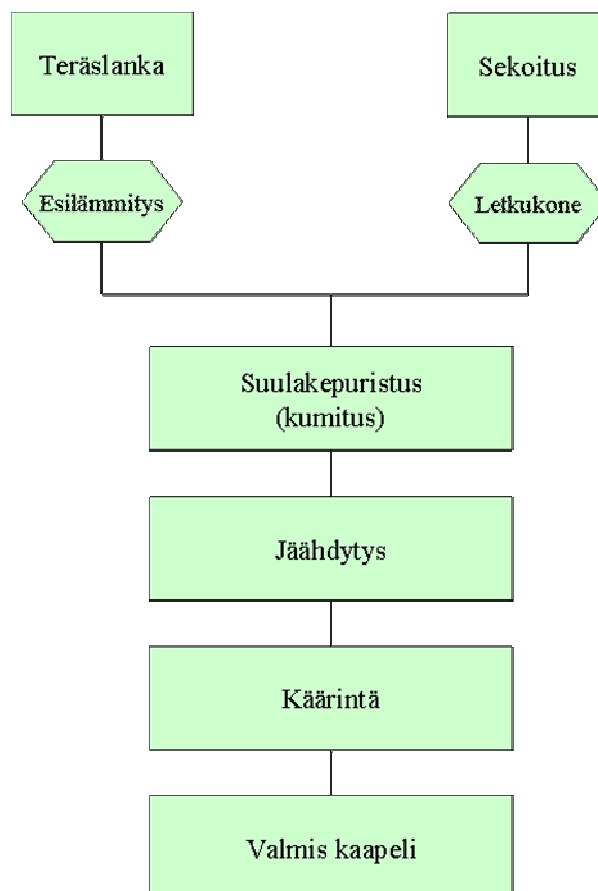 Teräslanka
Sekoitus
Esilämmitys
Letkukone
Suulakepuristus
(kumitus)
Jäähdytys
Käärintä
Valmis kaapeli